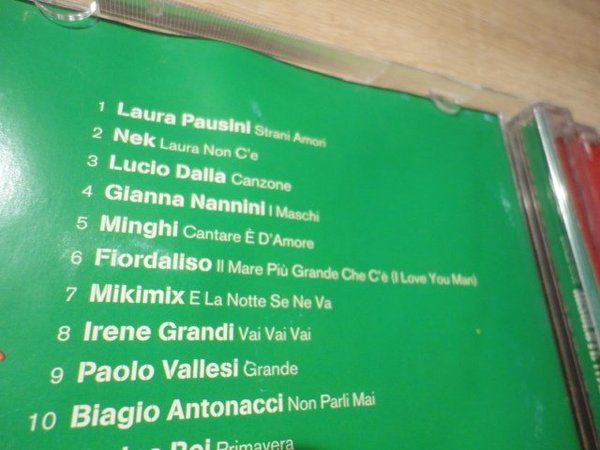 1 Laura Pausini Strani Amori
2 Nek Laura Non C'e
3 Lucio Dalla Canzone
4 Gianna Nannini I Maschi
5 Minghi Cantare È D'Amore
6 Fiordaliso Il Mare Più Grande Che C'è (I Love You Man)
7 Mikimix E La Notte Se Ne Va
8 Irene Grandi Vai Vai Vai
9 Paolo Vallesi Grande
10 Biagio Antonacci Non Parli Mai
Primavera